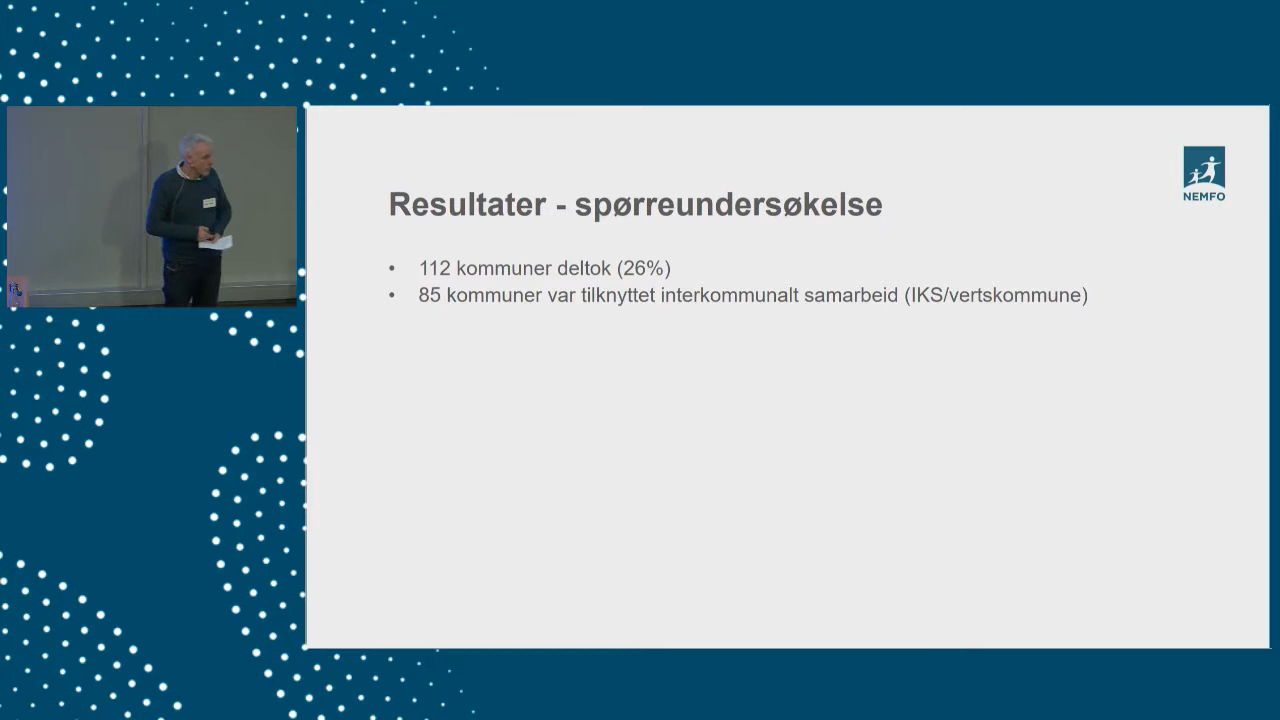 Resultater - spørreundersøkelse
NEMFO
• 112 kommuner deltok (26%)
• 85 kommuner var tilknyttet interkommunalt samarbeid (IKS/vertskommune)